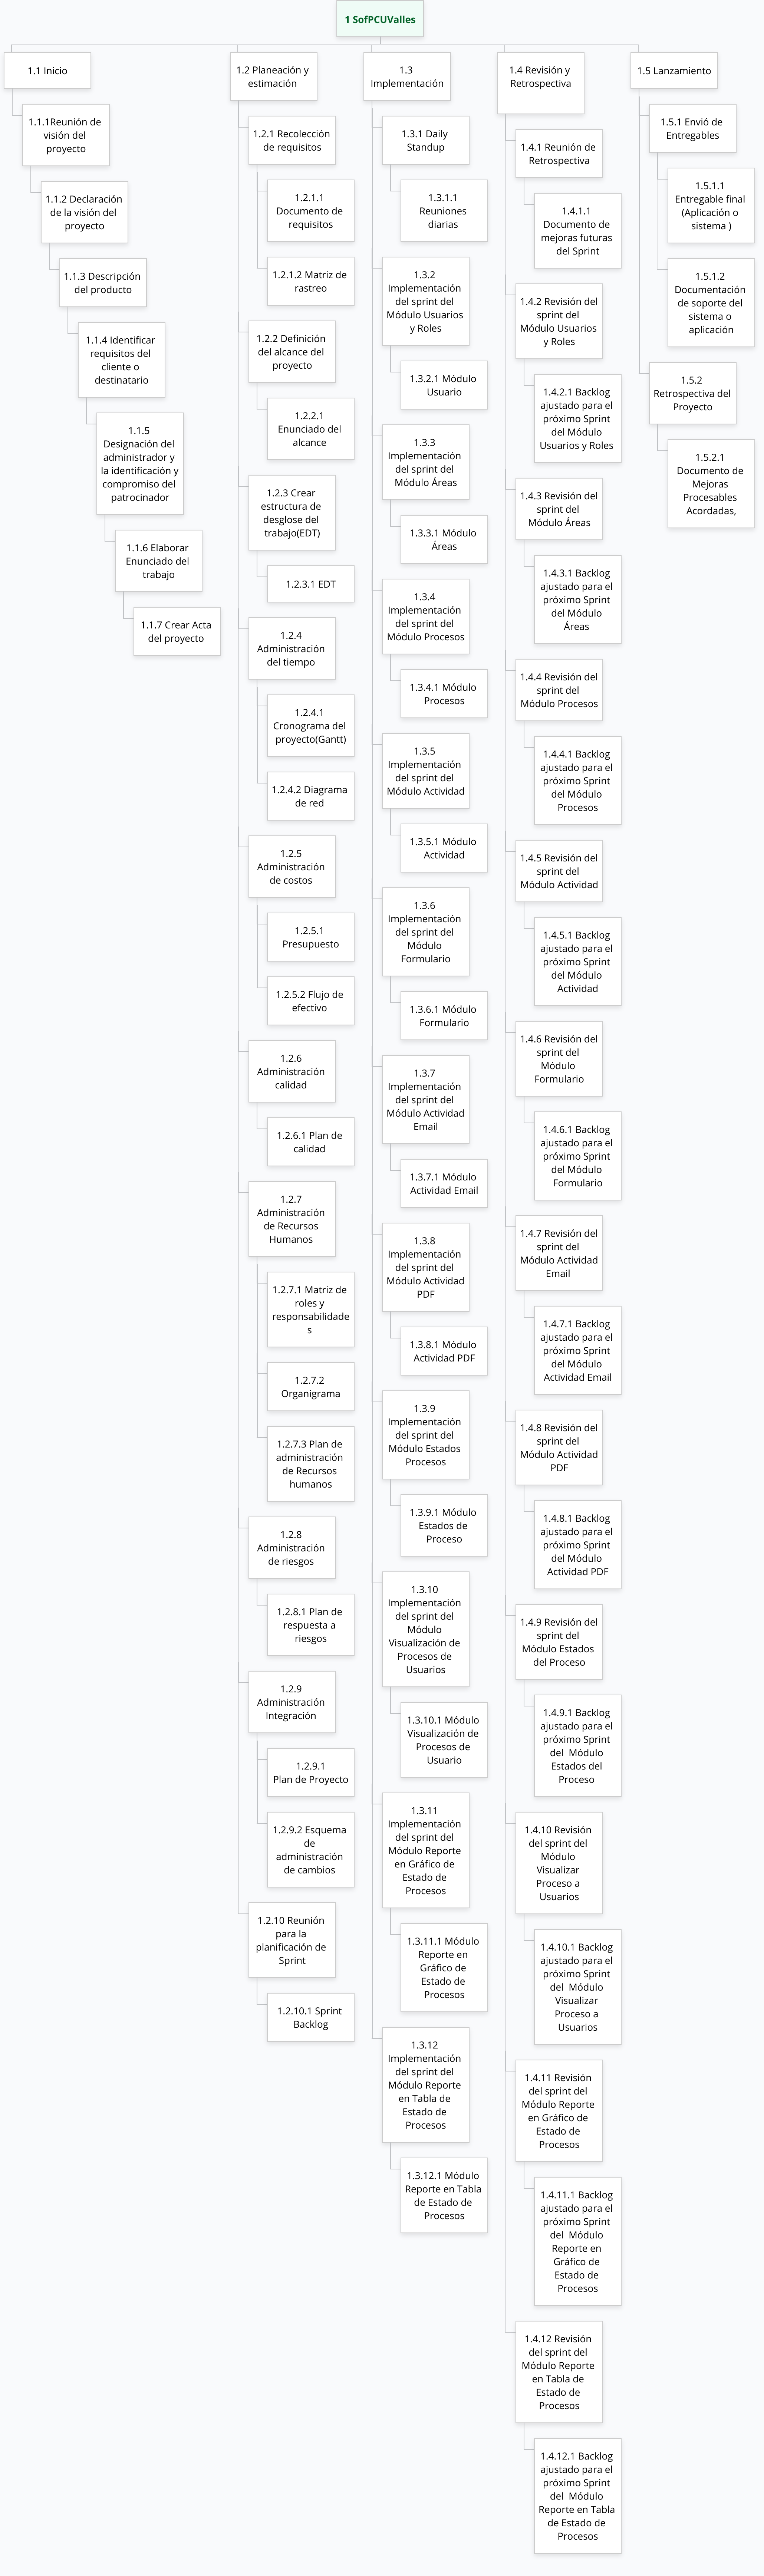 1 SofPCUValles
1.1 Inicio
1.1.1Reunión de
visión del
proyecto
1.1.2 Declaración
de la visión del
proyecto
1.1.3 Descripción
del producto
1.1.4 Identificar
requisitos del
cliente o
destinatario
1.1.5
Designación del
administrador y
la identificación y
compromiso del
patrocinador
1.1.6 Elaborar
Enunciado del
trabajo
1.1.7 Crear Acta
del proyecto
1.2 Planeación y
estimación
1.2.1 Recolección
de requisitos
1.2.1.1
Documento de
requisitos
1.2.1.2 Matriz de
rastreo
1.2.2 Definición
del alcance del
proyecto
1.2.2.1
Enunciado del
alcance
1.2.3 Crear
estructura de
desglose del
trabajo(EDT)
1.2.3.1 EDT
1.2.4
Administración
del tiempo
1.2.4.1
Cronograma del
proyecto(Gantt)
1.2.4.2 Diagrama
de red
1.2.5
Administración
de costos
1.2.5.1
Presupuesto
1.2.5.2 Flujo de
efectivo
1.2.6
Administración
calidad
1.2.6.1 Plan de
calidad
1.2.7
Administración
de Recursos
Humanos
1.2.7.1 Matriz de
roles y
responsabilidade
s
1.2.7.2
Organigrama
1.2.7.3 Plan de
administración
de Recursos
humanos
1.2.8
Administración
de riesgos
1.2.8.1 Plan de
respuesta a
riesgos
1.2.9
Administración
Integración
1.2.9.1
Plan de Proyecto
1.2.9.2 Esquema
de
administración
de cambios
1.2.10 Reunión
para la
planificación de
Sprint
1.2.10.1 Sprint
Backlog
1.3
Implementación
1.3.1 Daily
Standup
1.3.1.1
Reuniones
diarias
1.3.2
Implementación
del sprint del
Módulo Usuarios
y Roles
1.3.2.1 Módulo
Usuario
1.3.3
Implementación
del sprint del
Módulo Áreas
1.3.3.1 Módulo
Áreas
1.3.4
Implementación
del sprint del
Módulo Procesos
1.3.4.1 Módulo
Procesos
1.3.5
Implementación
del sprint del
Módulo Actividad
1.3.5.1 Módulo
Actividad
1.3.6
Implementación
del sprint del
Módulo
Formulario
1.3.6.1 Módulo
Formulario
1.3.7
Implementación
del sprint del
Módulo Actividad
Email
1.3.7.1 Módulo
Actividad Email
1.3.8
Implementación
del sprint del
Módulo Actividad
PDF
1.3.8.1 Módulo
Actividad PDF
1.3.9
Implementación
del sprint del
Módulo Estados
Procesos
1.3.9.1 Módulo
Estados de
Proceso
1.3.10
Implementación
del sprint del
Módulo
Visualización de
Procesos de
Usuarios
1.3.10.1 Módulo
Visualización de
Procesos de
Usuario
1.3.11
Implementación
del sprint del
Módulo Reporte
en Gráfico de
Estado de
Procesos
1.3.11.1 Módulo
Reporte en
Gráfico de
Estado de
Procesos
1.3.12
Implementación
del sprint del
Módulo Reporte
en Tabla de
Estado de
Procesos
1.3.12.1 Módulo
Reporte en Tabla
de Estado de
Procesos
1.4 Revisión y
Retrospectiva
1.4.1 Reunión de
Retrospectiva
1.4.1.1
Documento de
mejoras futuras
del Sprint
1.4.2 Revisión del
sprint del
Módulo Usuarios
y Roles
1.4.2.1 Backlog
ajustado para el
próximo Sprint
del Módulo
Usuarios y Roles
1.4.3 Revisión del
sprint del
Módulo Áreas
1.4.3.1 Backlog
ajustado para el
próximo Sprint
del Módulo
Áreas
1.4.4 Revisión del
sprint del
Módulo Procesos
1.4.4.1 Backlog
ajustado para el
próximo Sprint
del Módulo
Procesos
1.4.5 Revisión del
sprint del
Módulo Actividad
1.4.5.1 Backlog
ajustado para el
próximo Sprint
del Módulo
Actividad
1.4.6 Revisión del
sprint del
Módulo
Formulario
1.4.6.1 Backlog
ajustado para el
próximo Sprint
del Módulo
Formulario
1.4.7 Revisión del
sprint del
Módulo Actividad
Email
1.4.7.1 Backlog
ajustado para el
próximo Sprint
del Módulo
Actividad Email
1.4.8 Revisión del
sprint del
Módulo Actividad
PDF
1.4.8.1 Backlog
ajustado para el
próximo Sprint
del Módulo
Actividad PDF
1.4.9 Revisión del
sprint del
Módulo Estados
del Proceso
1.4.9.1 Backlog
ajustado para el
próximo Sprint
del Módulo
Estados del
Proceso
1.4.10 Revisión
del sprint del
Módulo
Visualizar
Proceso a
Usuarios
1.4.10.1 Backlog
ajustado para el
próximo Sprint
del Módulo
Visualizar
Proceso a
Usuarios
1.4.11 Revisión
del sprint del
Módulo Reporte
en Gráfico de
Estado de
Procesos
1.4.11.1 Backlog
ajustado para el
próximo Sprint
del Módulo
Reporte en
Gráfico de
Estado de
Procesos
1.4.12 Revisión
del sprint del
Módulo Reporte
en Tabla de
Estado de
Procesos
1.4.12.1 Backlog
ajustado para el
próximo Sprint
del Módulo
Reporte en Tabla
de Estado de
Procesos
1.5 Lanzamiento
1.5.1 Envió de
Entregables
1.5.1.1
Entregable final
(Aplicación o
sistema )
1.5.1.2
Documentación
de soporte del
sistema o
aplicación
1.5.2
Retrospectiva del
Proyecto
1.5.2.1
Documento de
Mejoras
Procesables
Acordadas,